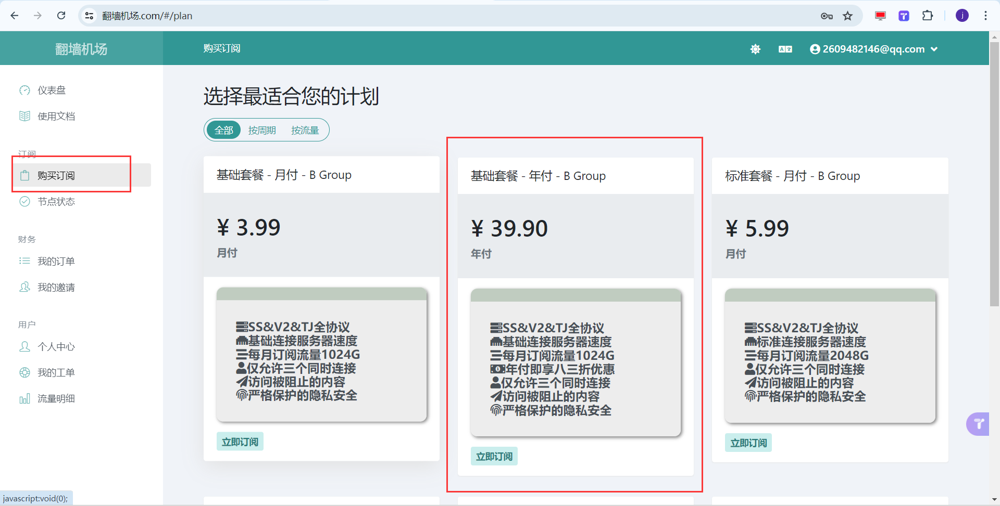 翻墙机场.com/#/plan
j
翻墙机场
购买订阅
2609482146@qq.com
仪表盘
使用文档
订阅
购买订阅
节点状态
财务
我的订单
我的邀请
用户
个人中心
我的工单
流量明细
选择最适合您的计划
全部 按周期 按流量
基础套餐 - 月付 - B Group
¥ 3.99
月付
SS&V2&TJ全协议
基础连接服务器速度
每月订阅流量1024G
仅允许三个同时连接
访问被阻止的内容
严格保护的隐私安全
立即订阅
基础套餐 - 年付 - B Group
¥ 39.90
年付
SS&V2&TJ全协议
基础连接服务器速度
每月订阅流量1024G
年付即享八三折优惠
仅允许三个同时连接
访问被阻止的内容
严格保护的隐私安全
立即订阅
标准套餐 - 月付 - B Group
¥ 5.99
月付
SS&V2&TJ全协议
标准连接服务器速度
每月订阅流量2048G
仅允许三个同时连接
访问被阻止的内容
严格保护的隐私安全
立即订阅
javascript:void(0);